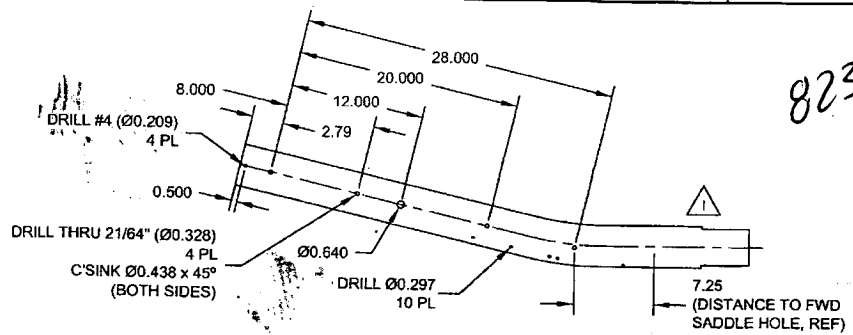 28.000
20.000
8.000
12.000
2.79
823
DRILL #4 (Ø0.209)
4 PL
0.500
DRILL THRU 21/64" (Ø0.328)
4 PL
C'SINK Ø0.438 x 45°
(BOTH SIDES)
Ø0.640
DRILL Ø0.297
10 PL
1
7.25
(DISTANCE TO FWD
SADDLE HOLE, REF)